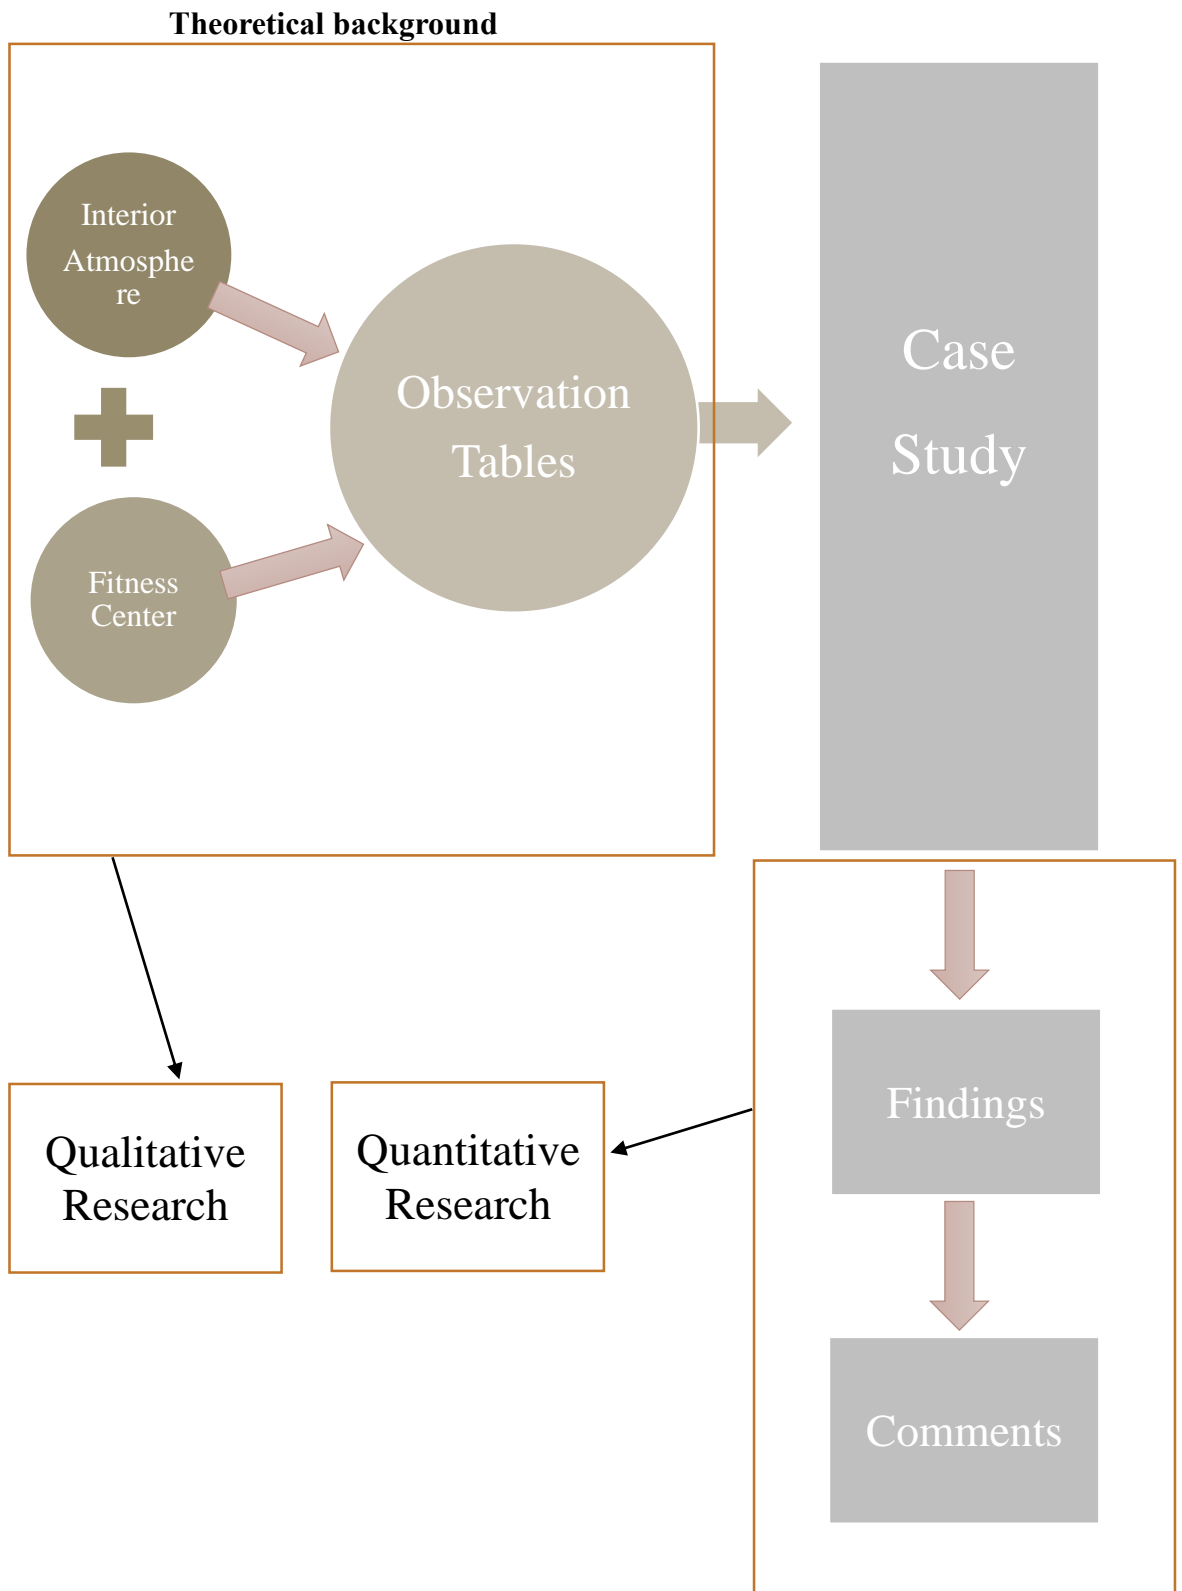 Theoretical background
Interior
Atmosphe
re
Fitness
Center
Observation
Tables
Case
Study
Qualitative
Research
Quantitative
Research
Findings
Comments